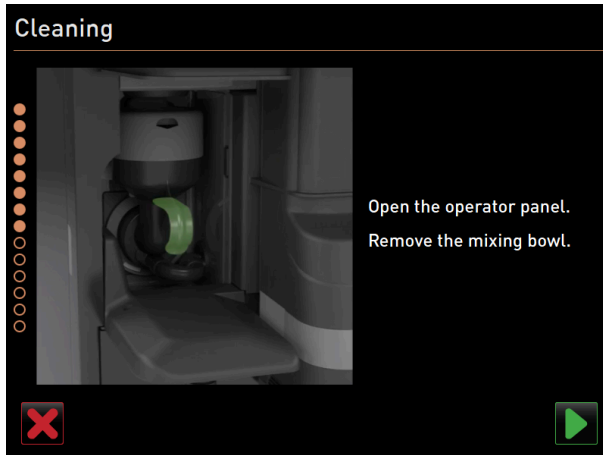 Cleaning
Open the operator panel.
Remove the mixing bowl.